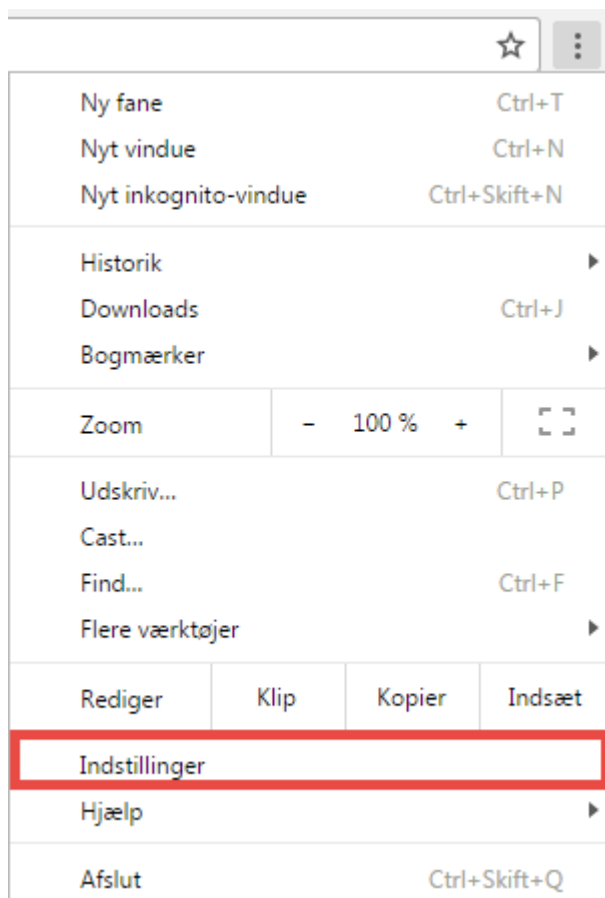 Ny fane Ctrl+T
Nyt vindue Ctrl+N
Nyt inkognito-vindue Ctrl+Skift+N
Historik
Downloads Ctrl+J
Bogmærker
Zoom − 100 % +
Udskriv... Ctrl+P
Cast...
Find... Ctrl+F
Flere værktøjer
Rediger Klip Kopier Indsæt
Indstillinger
Hjælp
Afslut Ctrl+Skift+Q